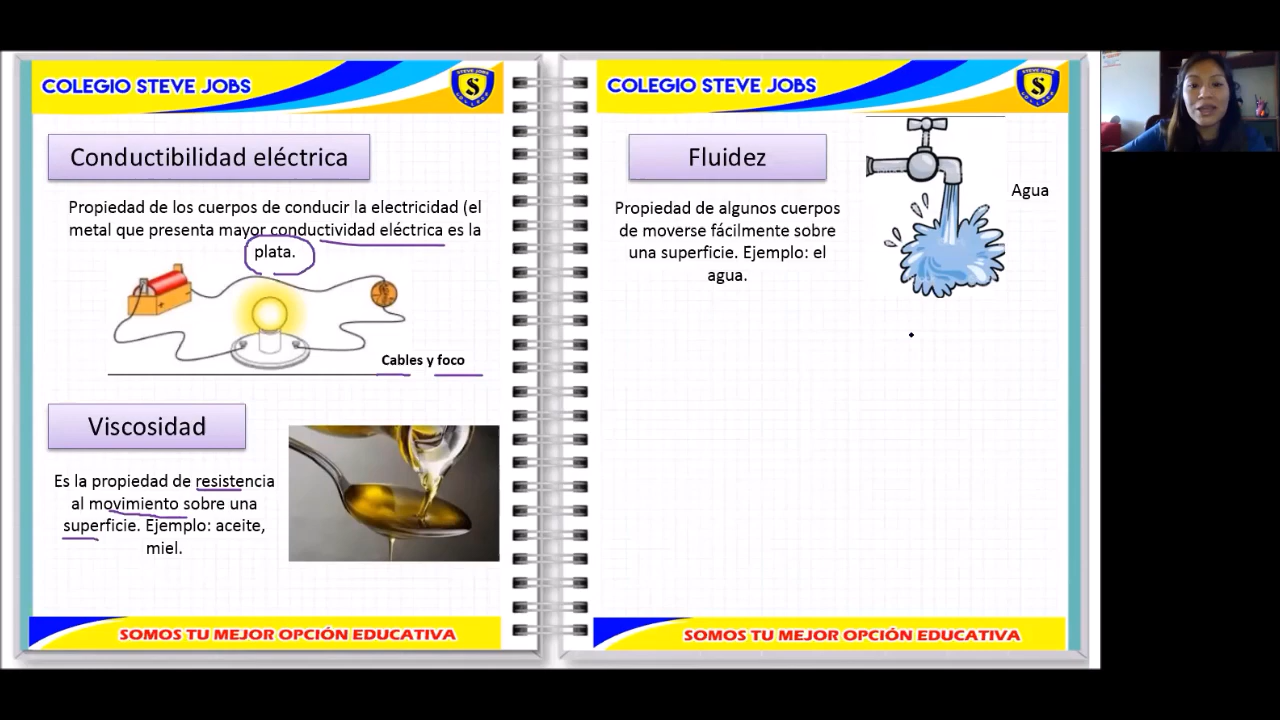 COLEGIO STEVE JOBS
Conductibilidad eléctrica
Propiedad de los cuerpos de conducir la electricidad (el
metal que presenta mayor conductividad eléctrica es la
plata.
Cables y foco
Viscosidad
Es la propiedad de resistencia
al movimiento sobre una
superficie. Ejemplo: aceite,
miel.
SOMOS TU MEJOR OPCIÓN EDUCATIVA
COLEGIO STEVE JOBS
Fluidez
Propiedad de algunos cuerpos
de moverse fácilmente sobre
una superficie. Ejemplo: el
agua.
Agua
SOMOS TU MEJOR OPCIÓN EDUCATIVA